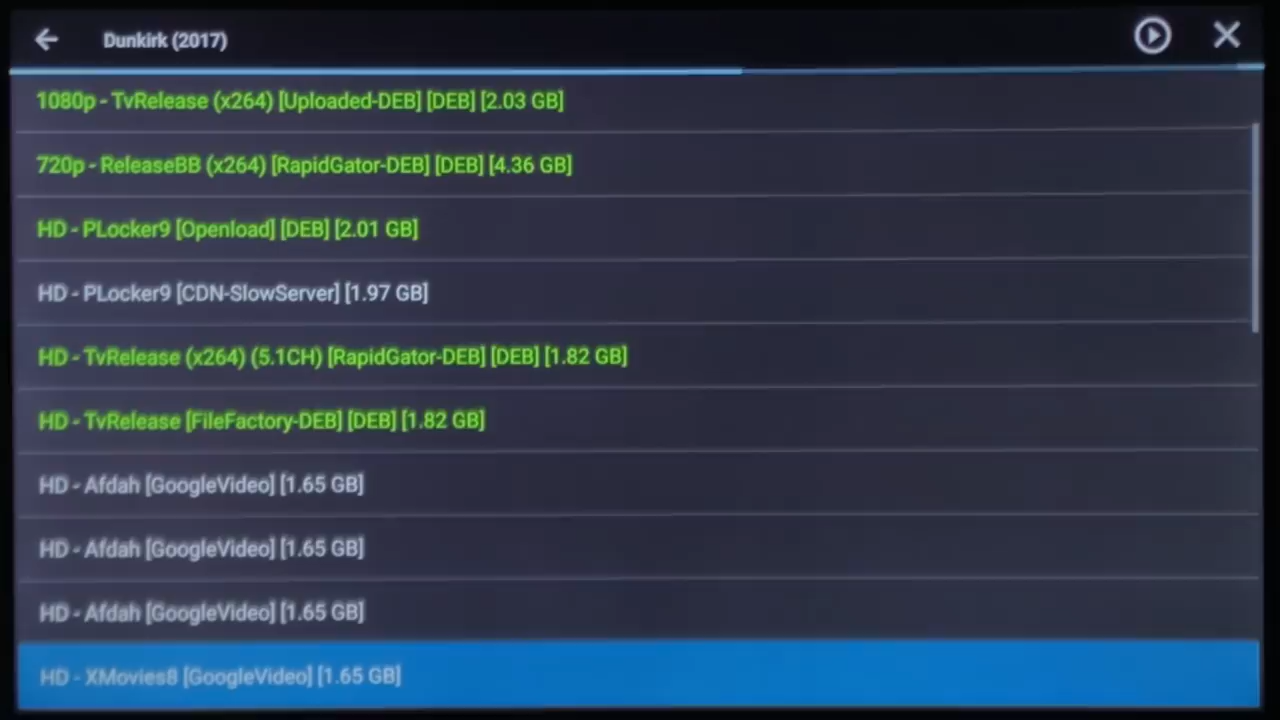 Dunkirk (2017)
1080p - TvRelease (x264) [Uploaded-DEB] [DEB] [2.03 GB]
720p - ReleaseBB (x264) [RapidGator-DEB] [DEB] [4.36 GB]
HD - PLocker9 [Openload] [DEB] [2.01 GB]
HD - PLocker9 [CDN-SlowServer] [1.97 GB]
HD - TvRelease (x264) (5.1CH) [RapidGator-DEB] [DEB] [1.82 GB]
HD - TvRelease [FileFactory-DEB] [DEB] [1.82 GB]
HD - Afdah [GoogleVideo] [1.65 GB]
HD - Afdah [GoogleVideo] [1.65 GB]
HD - Afdah [GoogleVideo] [1.65 GB]
HD - XMovies8 [GoogleVideo] [1.65 GB]